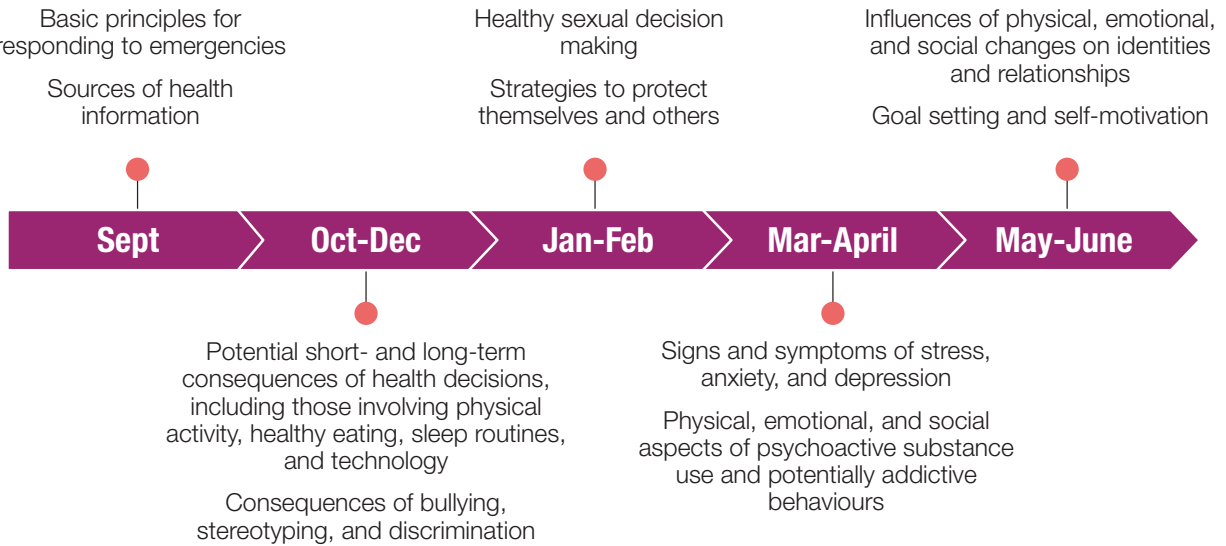 Basic principles for
responding to emergencies
Sources of health
information
Healthy sexual decision
making
Strategies to protect
themselves and others
Influences of physical, emotional,
and social changes on identities
and relationships
Goal setting and self-motivation
Sept
Oct-Dec
Jan-Feb
Mar-April
May-June
Potential short- and long-term
consequences of health decisions,
including those involving physical
activity, healthy eating, sleep routines,
and technology
Consequences of bullying,
stereotyping, and discrimination
Signs and symptoms of stress,
anxiety, and depression
Physical, emotional, and social
aspects of psychoactive substance
use and potentially addictive
behaviours